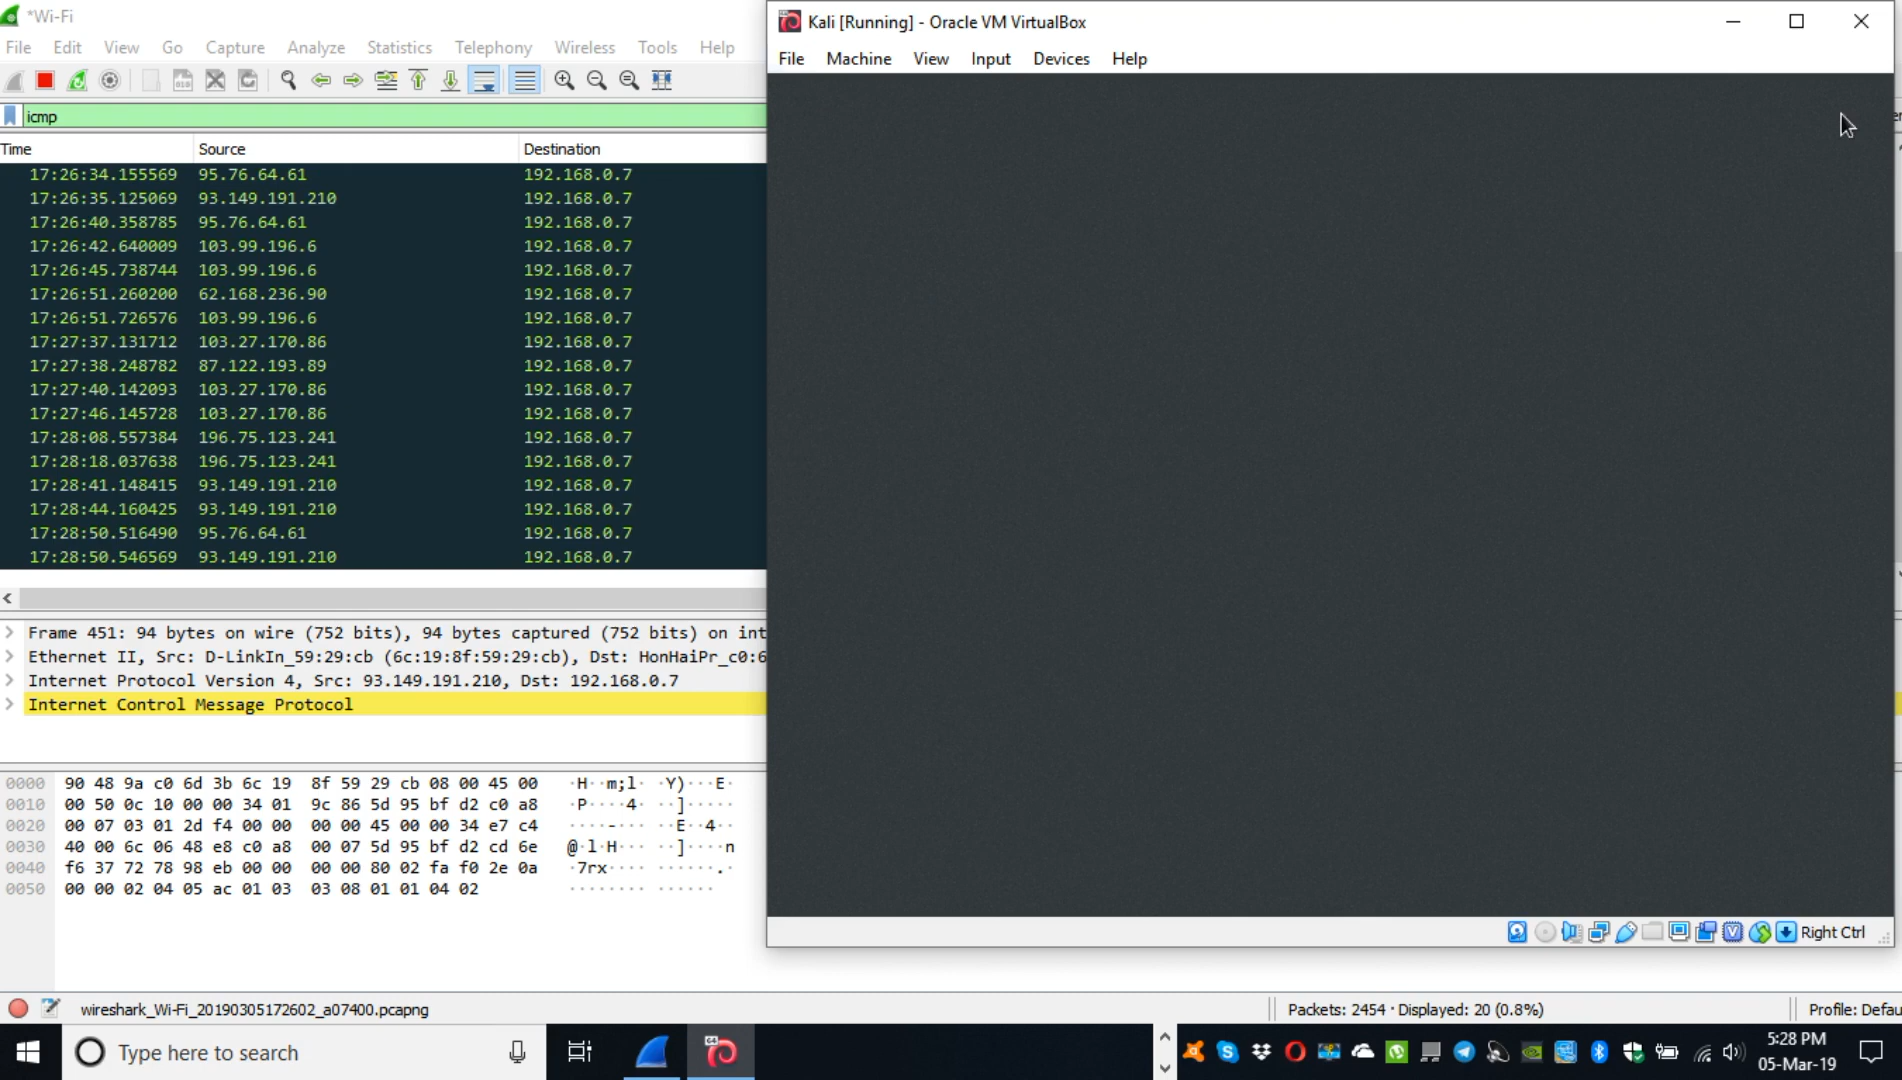 *Wi-Fi
File Edit View Go Capture Analyze Statistics Telephony Wireless Tools Help
icmp
Time Source Destination
17:26:34.155569 95.76.64.61 192.168.0.7
17:26:35.125069 93.149.191.210 192.168.0.7
17:26:40.358785 95.76.64.61 192.168.0.7
17:26:42.640009 103.99.196.6 192.168.0.7
17:26:45.738744 103.99.196.6 192.168.0.7
17:26:51.260200 62.168.236.90 192.168.0.7
17:26:51.726576 103.99.196.6 192.168.0.7
17:27:37.131712 103.27.170.86 192.168.0.7
17:27:38.248782 87.122.193.89 192.168.0.7
17:27:40.142093 103.27.170.86 192.168.0.7
17:27:46.145728 103.27.170.86 192.168.0.7
17:28:08.557384 196.75.123.241 192.168.0.7
17:28:18.037638 196.75.123.241 192.168.0.7
17:28:41.148415 93.149.191.210 192.168.0.7
17:28:44.160425 93.149.191.210 192.168.0.7
17:28:50.516490 95.76.64.61 192.168.0.7
17:28:50.546569 93.149.191.210 192.168.0.7
Frame 451: 94 bytes on wire (752 bits), 94 bytes captured (752 bits) on int
Ethernet II, Src: D-LinkIn_59:29:cb (6c:19:8f:59:29:cb), Dst: HonHaiPr_c0:6
Internet Protocol Version 4, Src: 93.149.191.210, Dst: 192.168.0.7
Internet Control Message Protocol
0000 90 48 9a c0 6d 3b 6c 19 8f 59 29 cb 08 00 45 00 ·H··m;l· ·Y)···E·
0010 00 50 0c 10 00 00 34 01 9c 86 5d 95 bf d2 c0 a8 ·P····4· ··]·····
0020 00 07 03 01 2d f4 00 00 00 00 45 00 00 34 e7 c4 ····-··· ··E··4··
0030 40 00 6c 06 48 e8 c0 a8 00 07 5d 95 bf d2 cd 6e @·l·H··· ··]····n
0040 f6 37 72 78 98 eb 00 00 00 00 80 02 fa f0 2e 0a ·7rx···· ······.·
0050 00 00 02 04 05 ac 01 03 03 08 01 01 04 02 ········ ······
Kali [Running] - Oracle VM VirtualBox
File Machine View Input Devices Help
Right Ctrl
wireshark_Wi-Fi_20190305172602_a07400.pcapng Packets: 2454 · Displayed: 20 (0.8%) Profile: Defau
Type here to search
64
5:28 PM
05-Mar-19